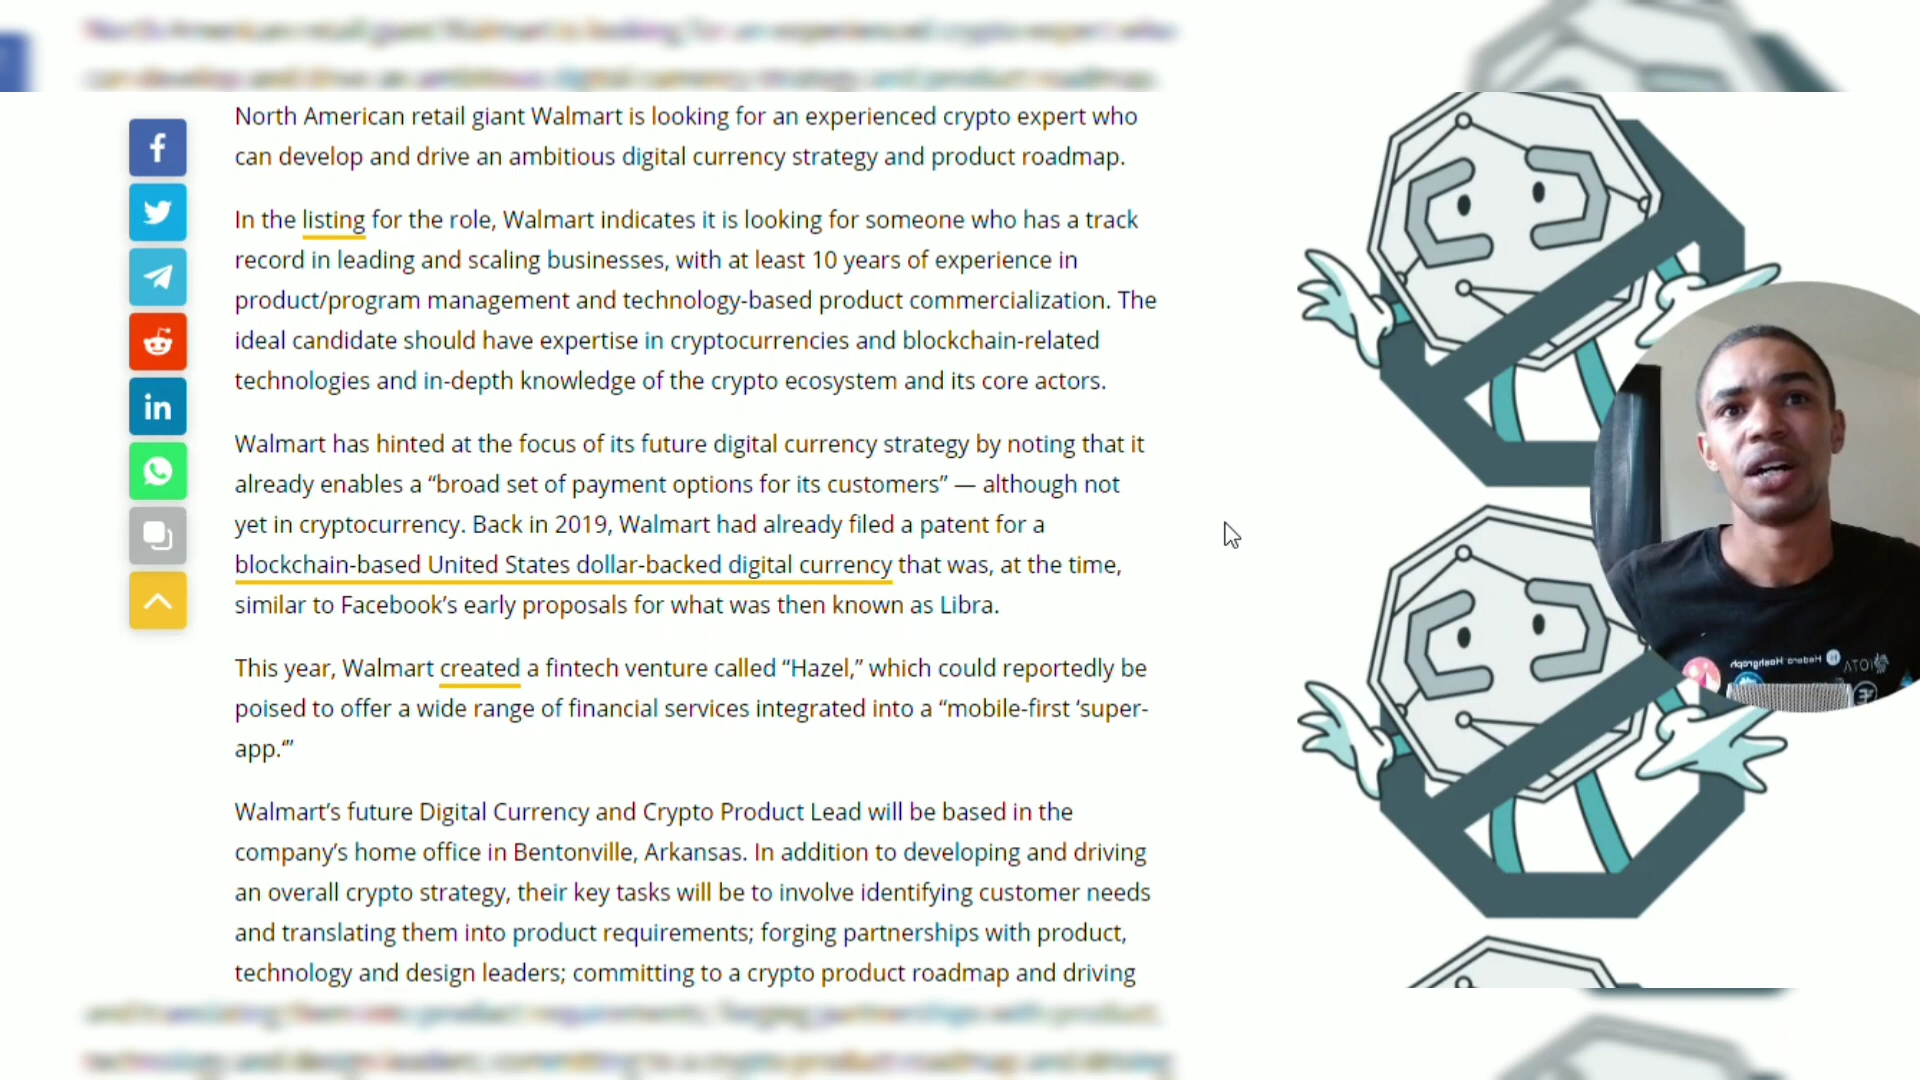 North American retail giant Walmart is looking for an experienced crypto expert who
can develop and drive an ambitious digital currency strategy and product roadmap.
In the listing for the role, Walmart indicates it is looking for someone who has a track
record in leading and scaling businesses, with at least 10 years of experience in
product/program management and technology-based product commercialization. The
ideal candidate should have expertise in cryptocurrencies and blockchain-related
technologies and in-depth knowledge of the crypto ecosystem and its core actors.
Walmart has hinted at the focus of its future digital currency strategy by noting that it
already enables a “broad set of payment options for its customers” — although not
yet in cryptocurrency. Back in 2019, Walmart had already filed a patent for a
blockchain-based United States dollar-backed digital currency that was, at the time,
similar to Facebook’s early proposals for what was then known as Libra.
This year, Walmart created a fintech venture called “Hazel,” which could reportedly be
poised to offer a wide range of financial services integrated into a “mobile-first ‘super-
app.’”
Walmart’s future Digital Currency and Crypto Product Lead will be based in the
company’s home office in Bentonville, Arkansas. In addition to developing and driving
an overall crypto strategy, their key tasks will be to involve identifying customer needs
and translating them into product requirements; forging partnerships with product,
technology and design leaders; committing to a crypto product roadmap and driving
Hedera Hashgraph
IOTA